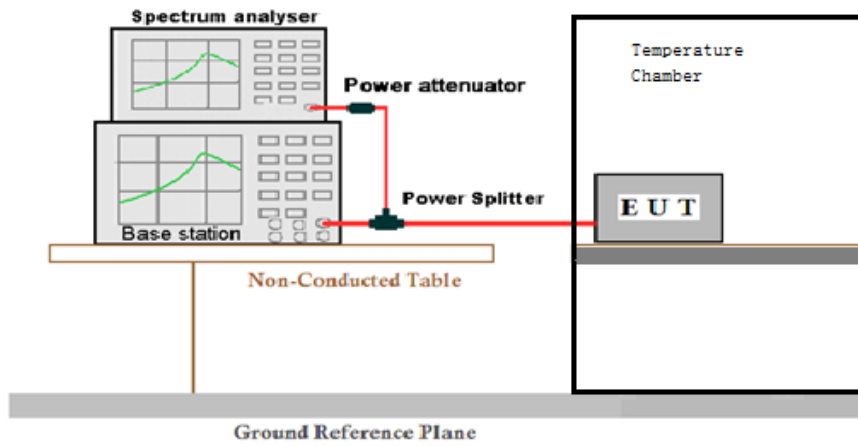 Spectrum analyser
Temperature
Chamber
Power attenuator
Power Splitter
E U T
Base station
Non-Conducted Table
Ground Reference Plane